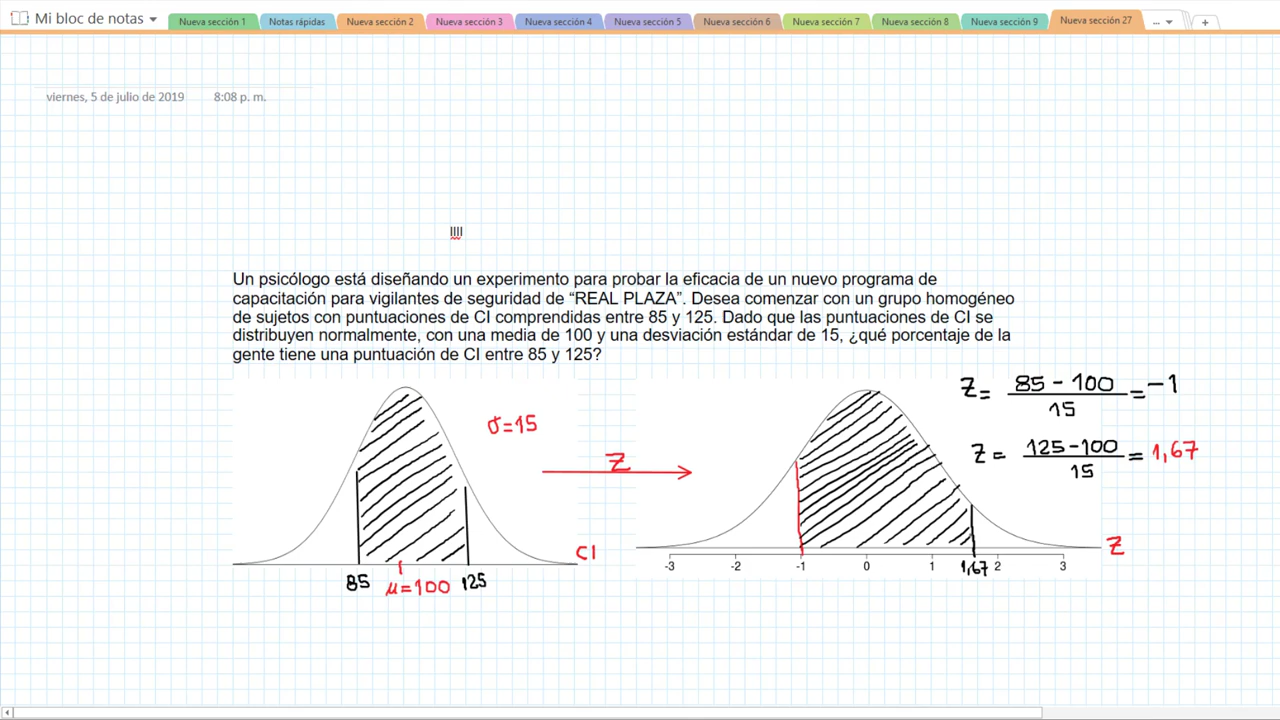 Mi bloc de notas
Nueva sección 1
Notas rápidas
Nueva sección 2
Nueva sección 3
Nueva sección 4
Nueva sección 5
Nueva sección 6
Nueva sección 7
Nueva sección 8
Nueva sección 9
Nueva sección 27
...
+
viernes, 5 de julio de 2019 8:08 p. m.
llll
Un psicólogo está diseñando un experimento para probar la eficacia de un nuevo programa de
capacitación para vigilantes de seguridad de “REAL PLAZA”. Desea comenzar con un grupo homogéneo
de sujetos con puntuaciones de CI comprendidas entre 85 y 125. Dado que las puntuaciones de CI se
distribuyen normalmente, con una media de 100 y una desviación estándar de 15, ¿qué porcentaje de la
gente tiene una puntuación de CI entre 85 y 125?
σ=15
Z
CI
85
μ=100
125
Z= (85-100)/15 = -1
Z= (125-100)/15 = 1,67
Z
-3 -2 -1 0 1 1,67 3